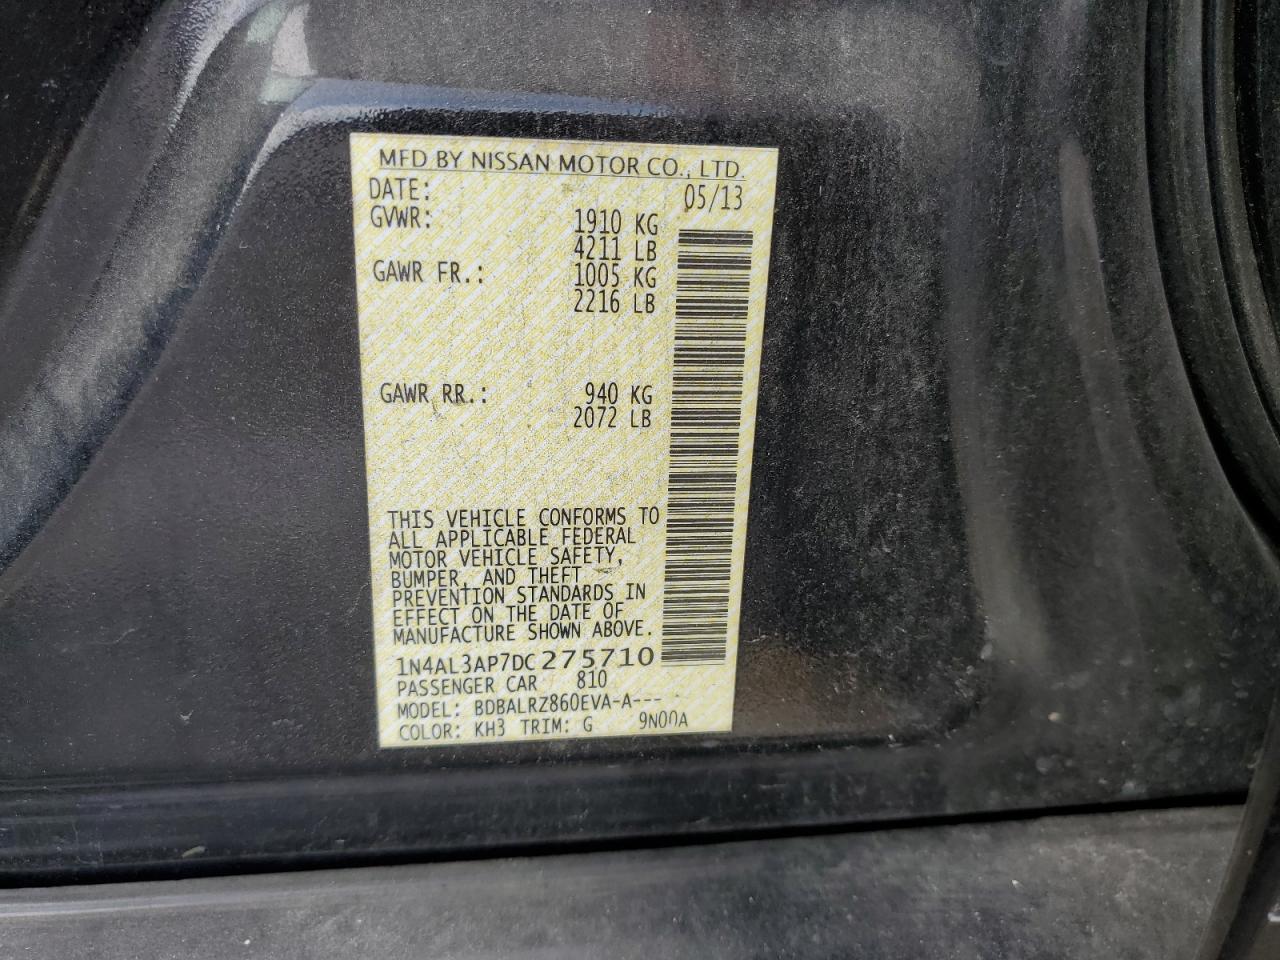 MFD BY NISSAN MOTOR CO., LTD.
DATE: 05/13
GVWR: 1910 KG
4211 LB
GAWR FR.: 1005 KG
2216 LB
GAWR RR.: 940 KG
2072 LB
THIS VEHICLE CONFORMS TO
ALL APPLICABLE FEDERAL
MOTOR VEHICLE SAFETY,
BUMPER, AND THEFT
PREVENTION STANDARDS IN
EFFECT ON THE DATE OF
MANUFACTURE SHOWN ABOVE.
1N4AL3AP7DC275710
PASSENGER CAR 810
MODEL: BDBALRZ860EVA-A---
COLOR: KH3 TRIM: G 9N00A